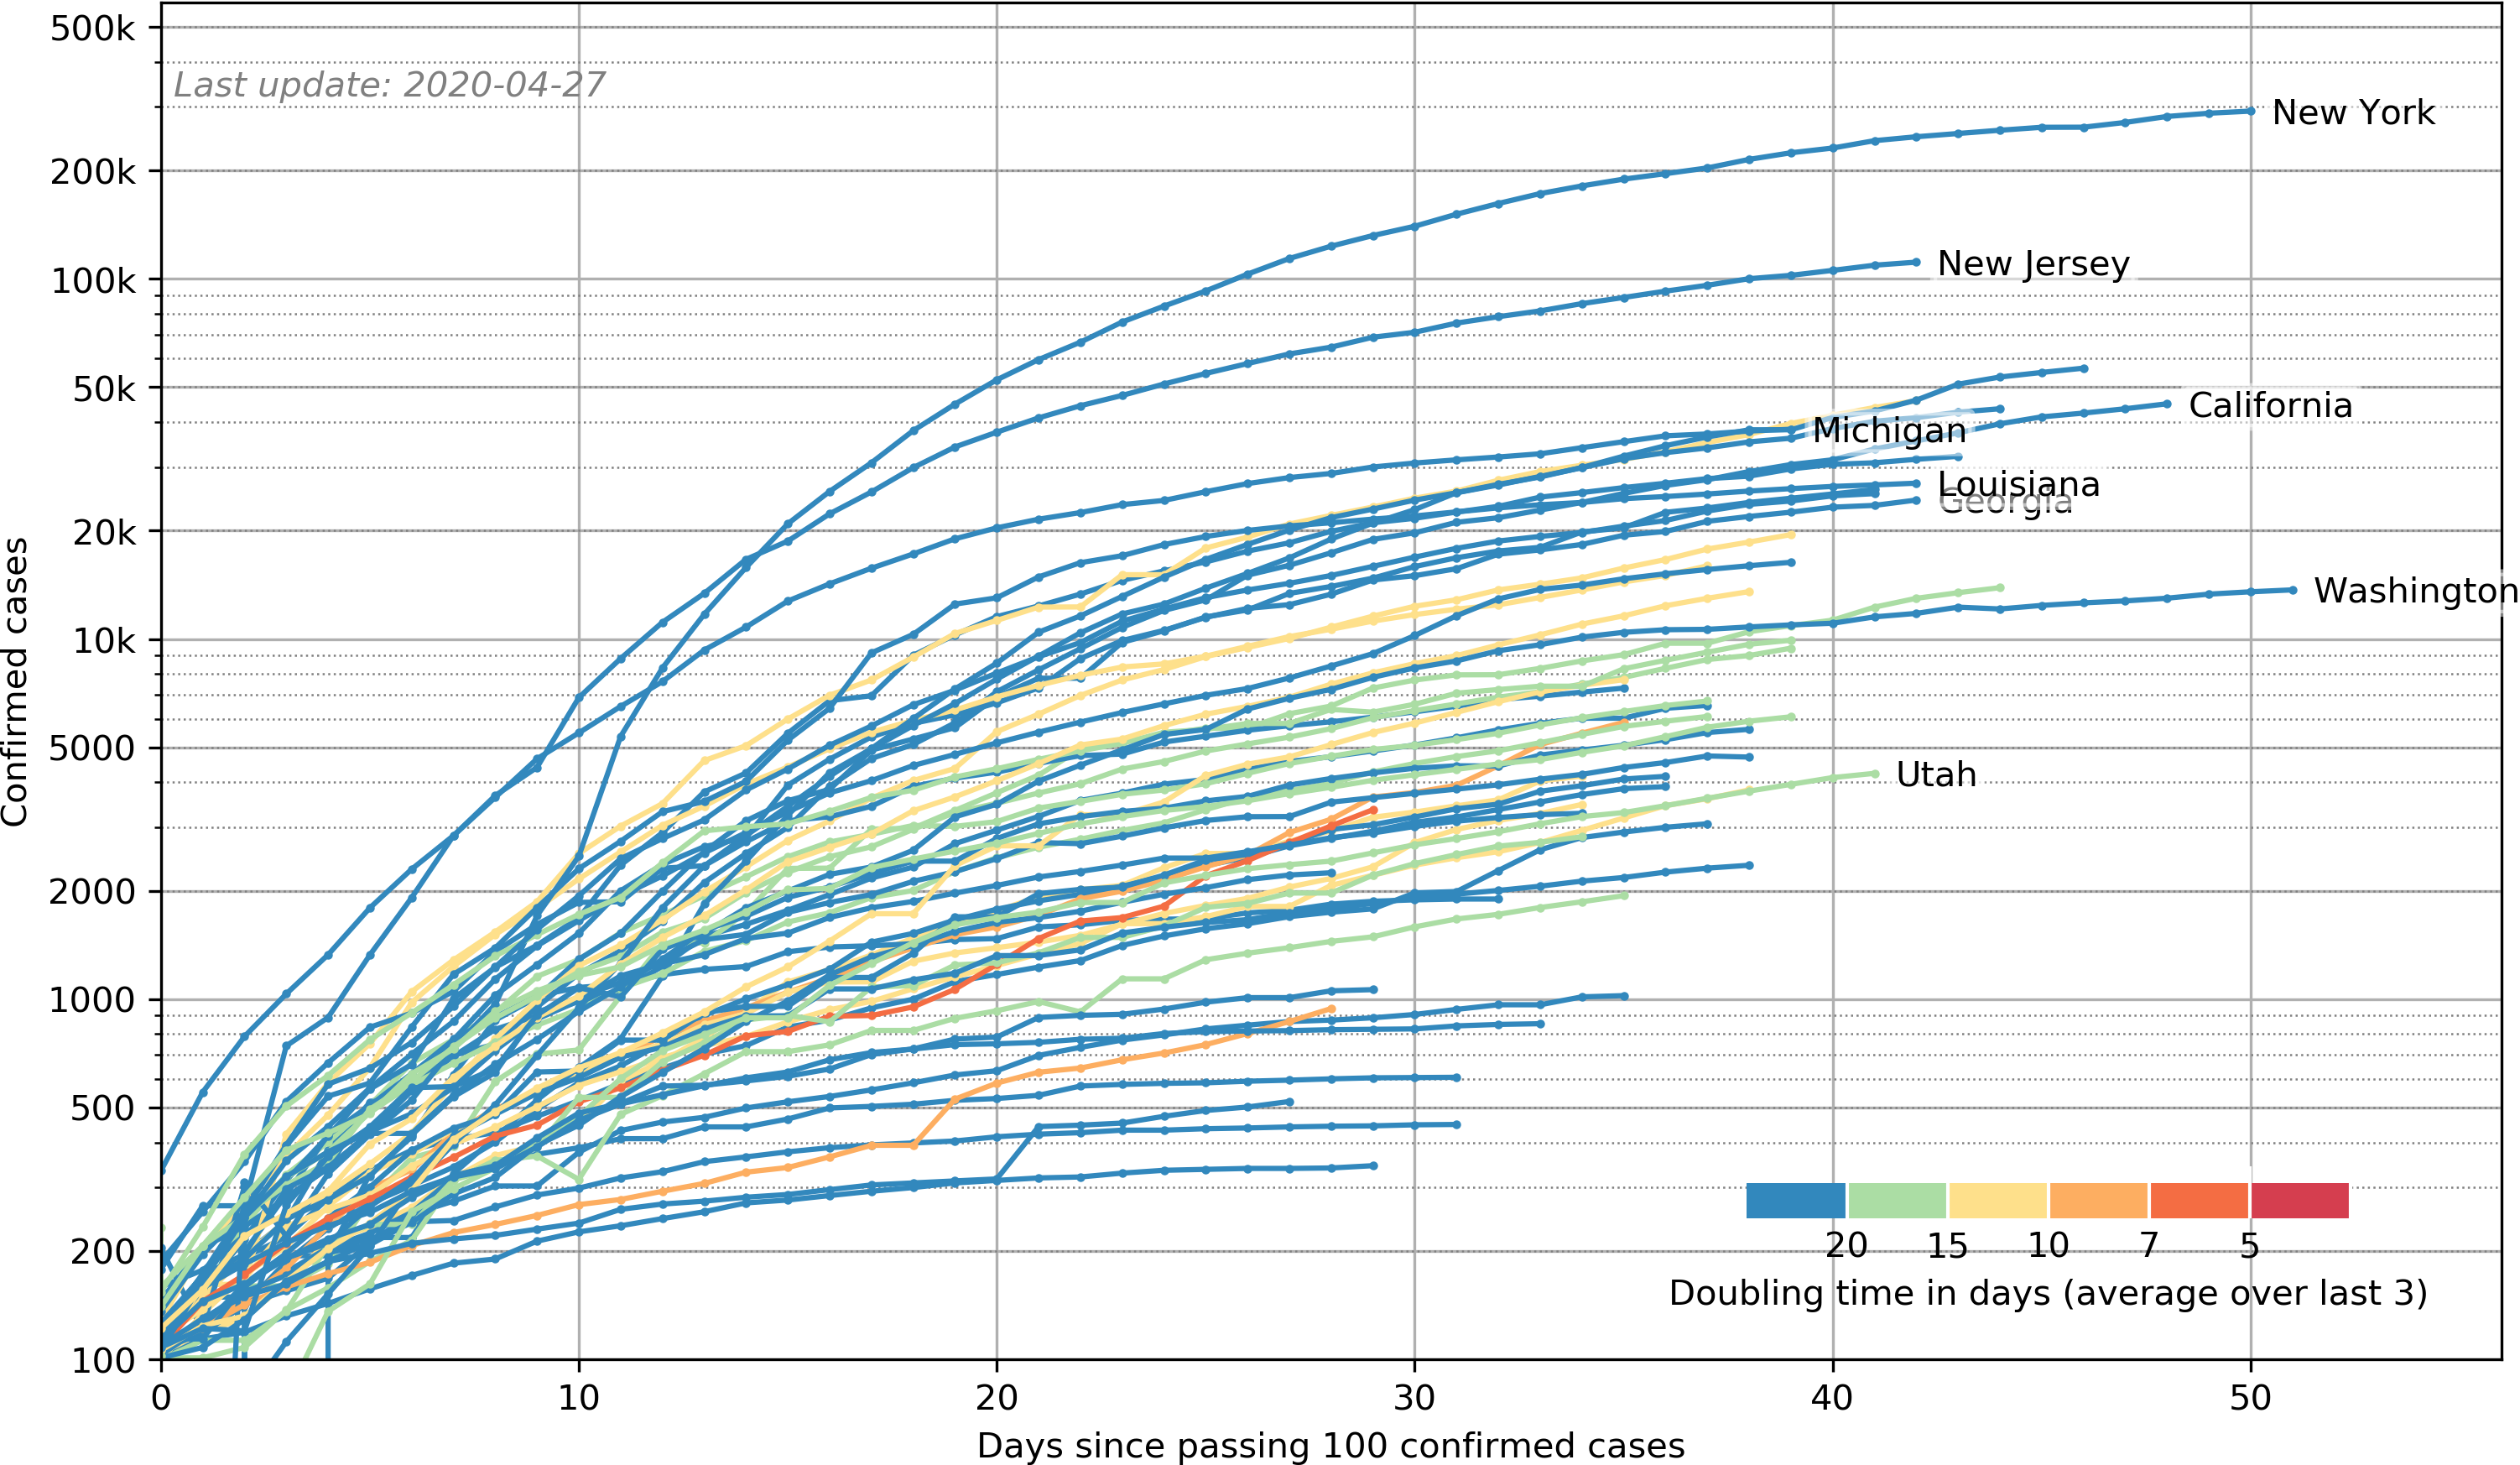 500k
Last update: 2020-04-27
New York
200k
100k
New Jersey
50k
California
Michigan
Louisiana
Georgia
20k
Washington
10k
5000
Utah
2000
1000
500
200
100
20 15 10 7 5
Doubling time in days (average over last 3)
0 10 20 30 40 50
Days since passing 100 confirmed cases
Confirmed cases